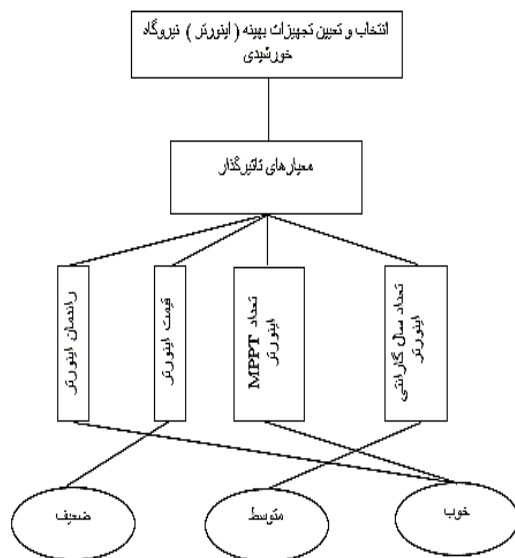 انتخاب و تعیین تجهیزات بهینه ( اینورتر ) نیروگاه
خورشیدی
معیارهای تاثیرگذار
تعداد سال گارانتی
اینورتر
تعداد MPPT
اینورتر
قیمت اینورتر
راندمان اینورتر
خوب
متوسط
ضعیف